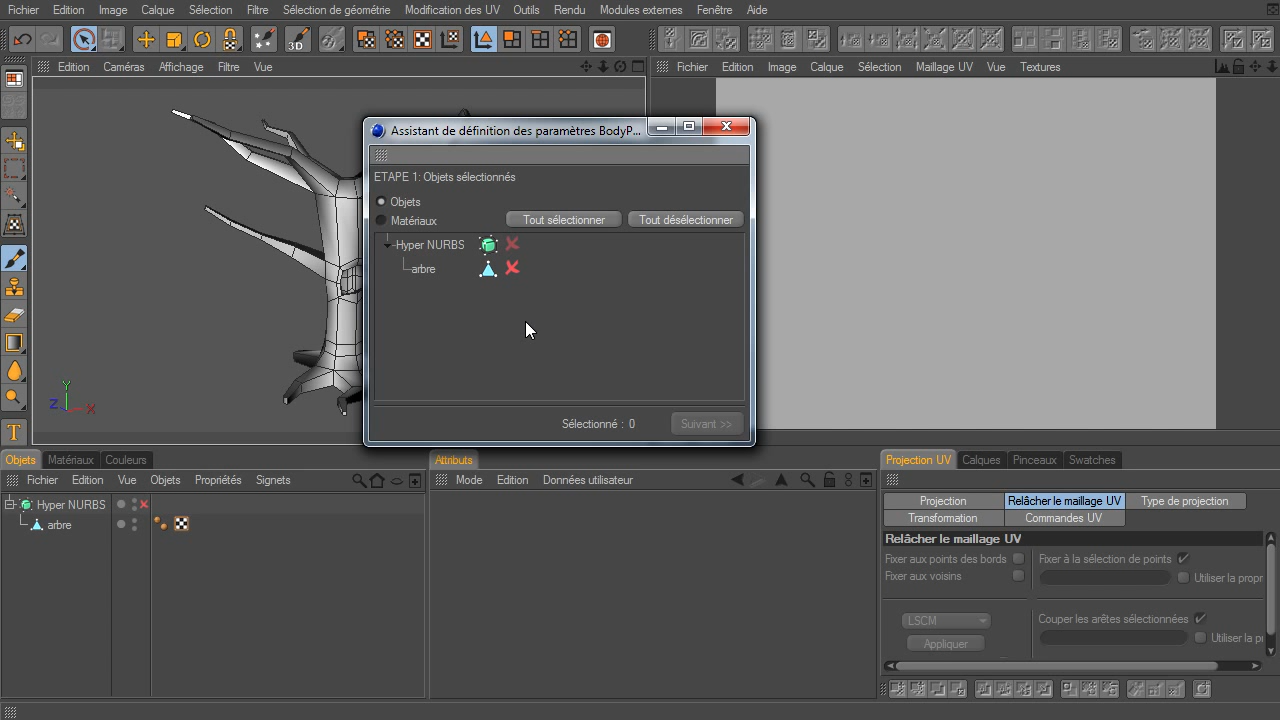 Fichier Edition Image Calque Sélection Filtre Sélection de géométrie Modification des UV Outils Rendu Modules externes Fenêtre Aide
3D
Edition Caméras Affichage Filtre Vue
Fichier Edition Image Calque Sélection Maillage UV Vue Textures
Assistant de définition des paramètres BodyP...
ETAPE 1: Objets sélectionnés
Objets
Matériaux
Tout sélectionner Tout désélectionner
Hyper NURBS
arbre
Sélectionné : 0
Suivant >>
Y
Z X
T
Objets Matériaux Couleurs
Fichier Edition Vue Objets Propriétés Signets
Hyper NURBS
arbre
Attributs
Mode Edition Données utilisateur
Projection UV Calques Pinceaux Swatches
Projection Relâcher le maillage UV Type de projection
Transformation Commandes UV
Relâcher le maillage UV
Fixer aux points des bords Fixer à la sélection de points
Fixer aux voisins Utiliser la propr
LSCM Couper les arêtes sélectionnées
Appliquer Utiliser la p